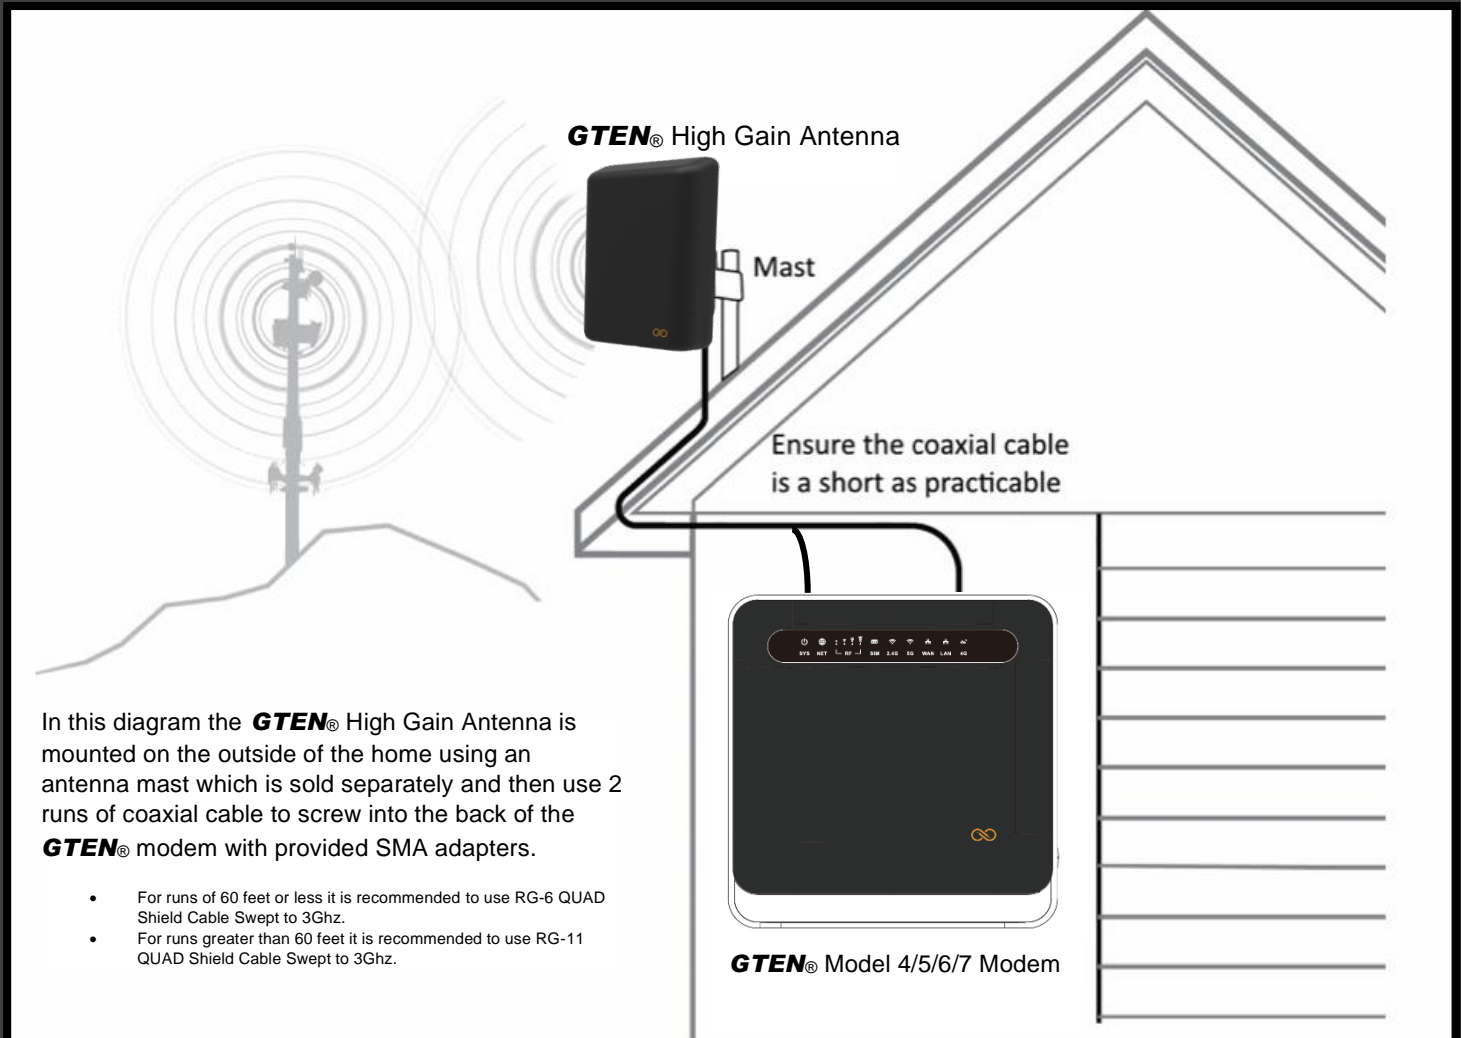 GTEN® High Gain Antenna
Mast
Ensure the coaxial cable
is a short as practicable
SYS NET RF SIM 2.4G 5G WAN LAN 4G
In this diagram the GTEN® High Gain Antenna is
mounted on the outside of the home using an
antenna mast which is sold separately and then use 2
runs of coaxial cable to screw into the back of the
GTEN® modem with provided SMA adapters.
• For runs of 60 feet or less it is recommended to use RG-6 QUAD
Shield Cable Swept to 3Ghz.
• For runs greater than 60 feet it is recommended to use RG-11
QUAD Shield Cable Swept to 3Ghz.
GTEN® Model 4/5/6/7 Modem